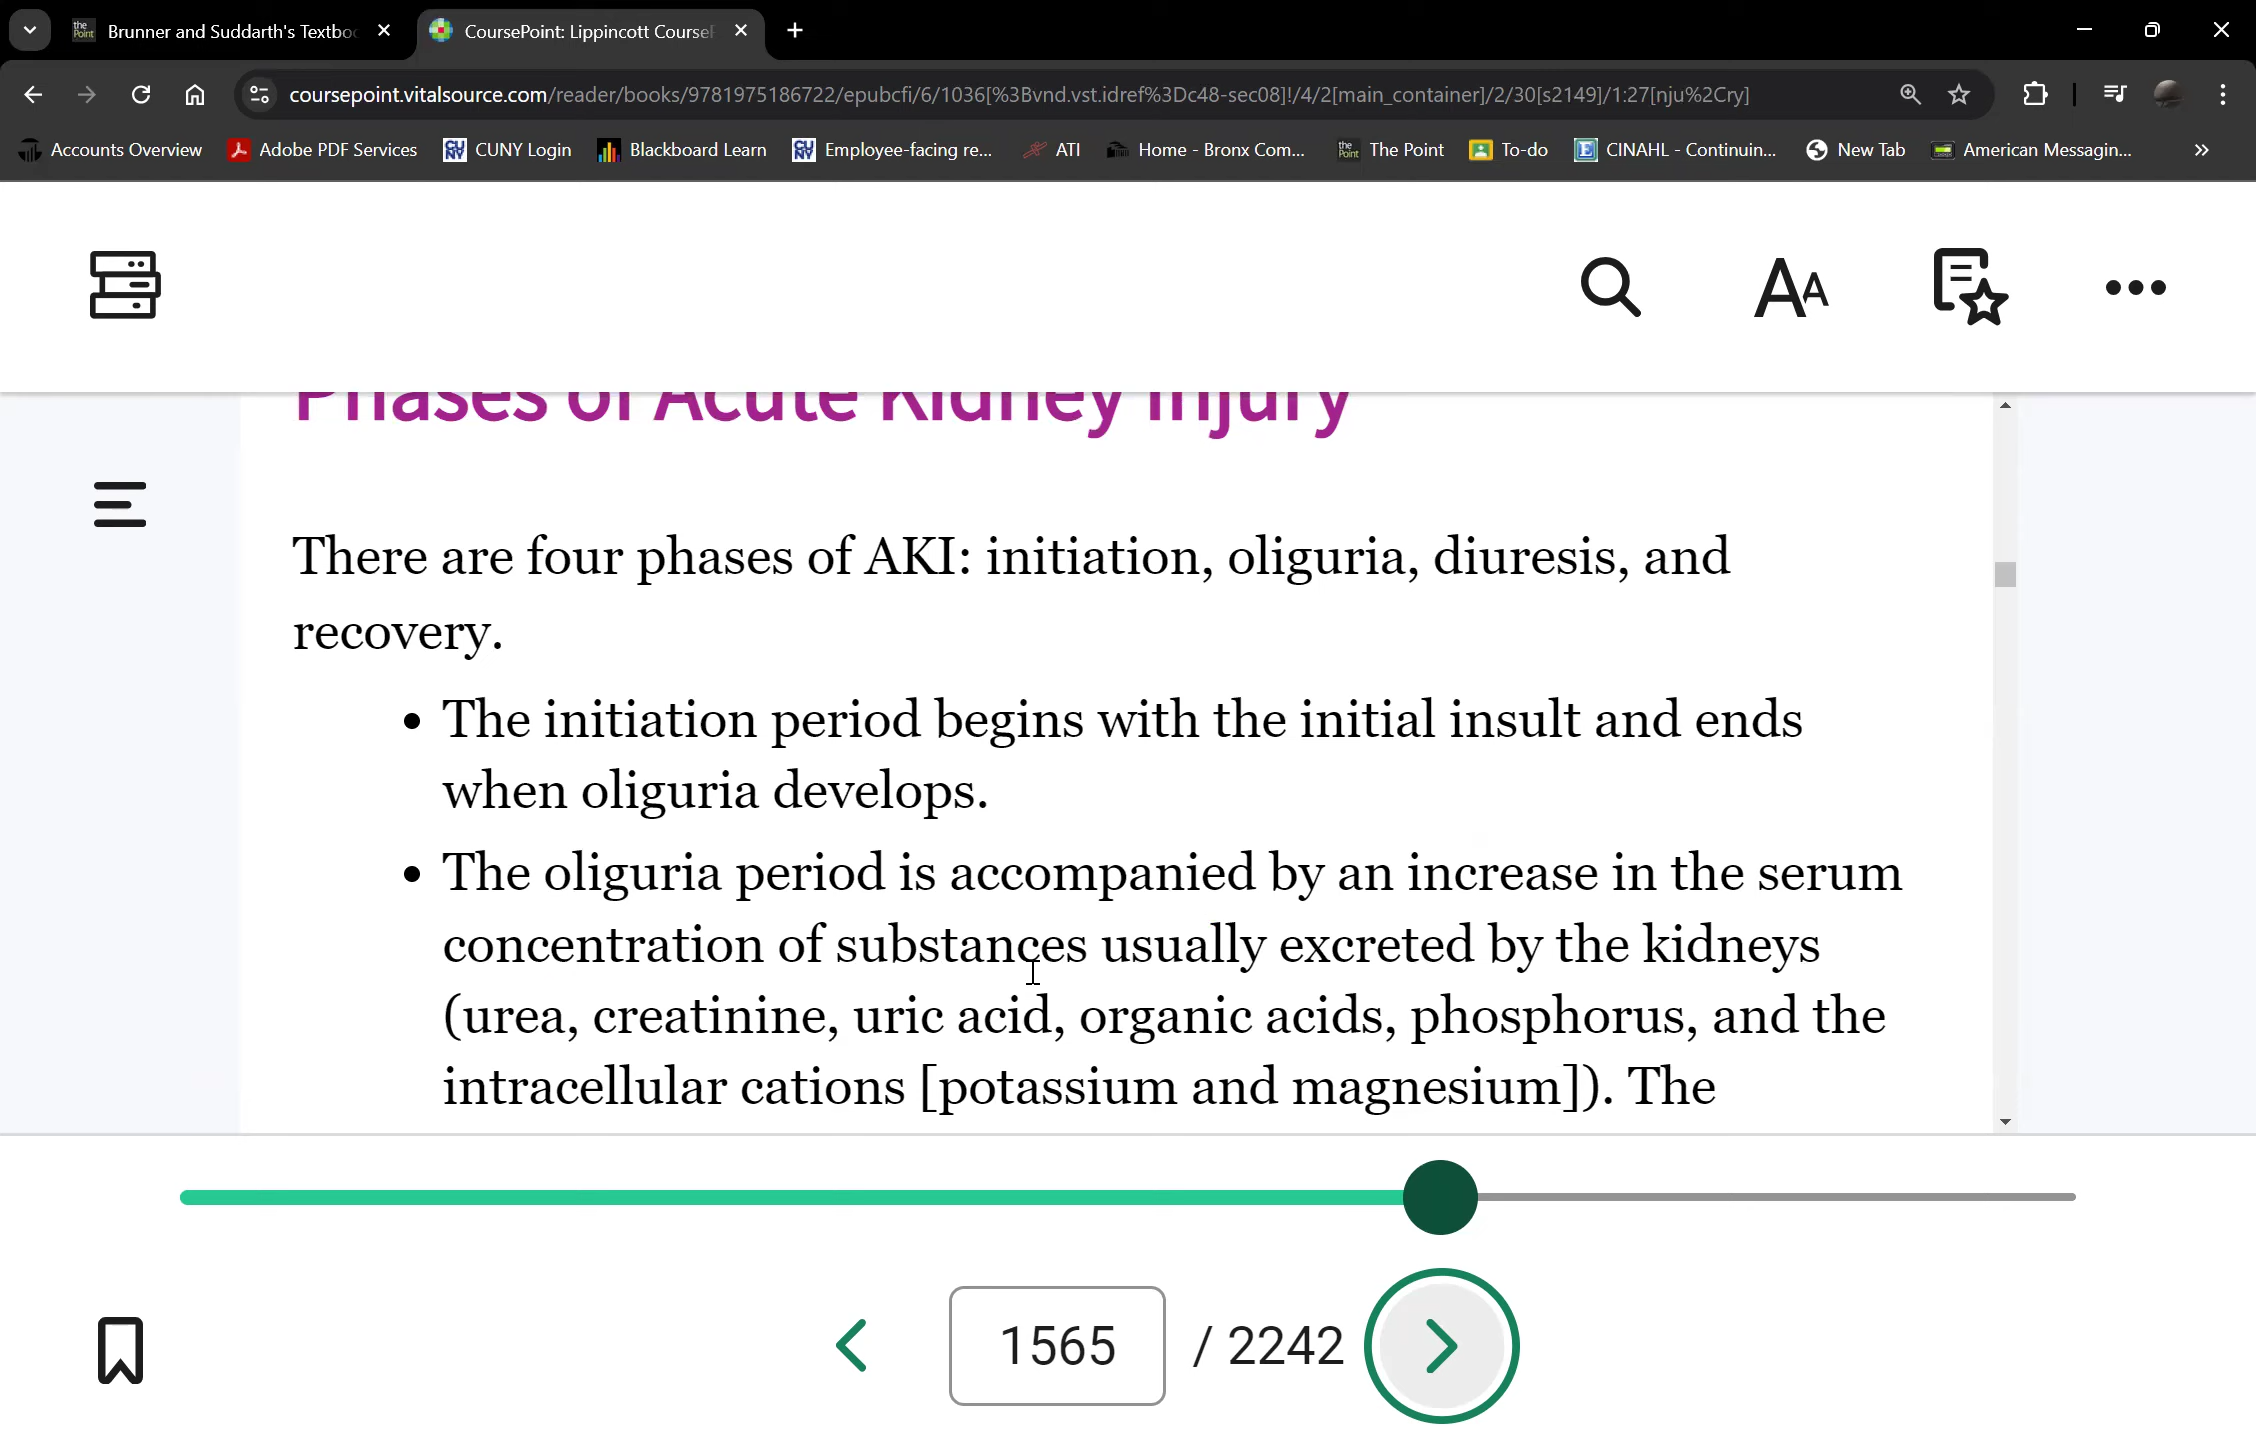 Brunner and Suddarth's Textbo
CoursePoint: Lippincott Course
coursepoint.vitalsource.com/reader/books/9781975186722/epubcfi/6/1036[%3Bvnd.vst.idref%3Dc48-sec08]!/4/2[main_container]/2/30[s2149]/1:27[nju%2Cry]
Accounts Overview Adobe PDF Services CUNY Login Blackboard Learn Employee-facing re... ATI Home - Bronx Com... The Point To-do CINAHL - Continuin... New Tab American Messagin...
AA
Phases of Acute Kidney Injury
There are four phases of AKI: initiation, oliguria, diuresis, and
recovery.
• The initiation period begins with the initial insult and ends
when oliguria develops.
• The oliguria period is accompanied by an increase in the serum
concentration of substances usually excreted by the kidneys
(urea, creatinine, uric acid, organic acids, phosphorus, and the
intracellular cations [potassium and magnesium]). The
1565 / 2242